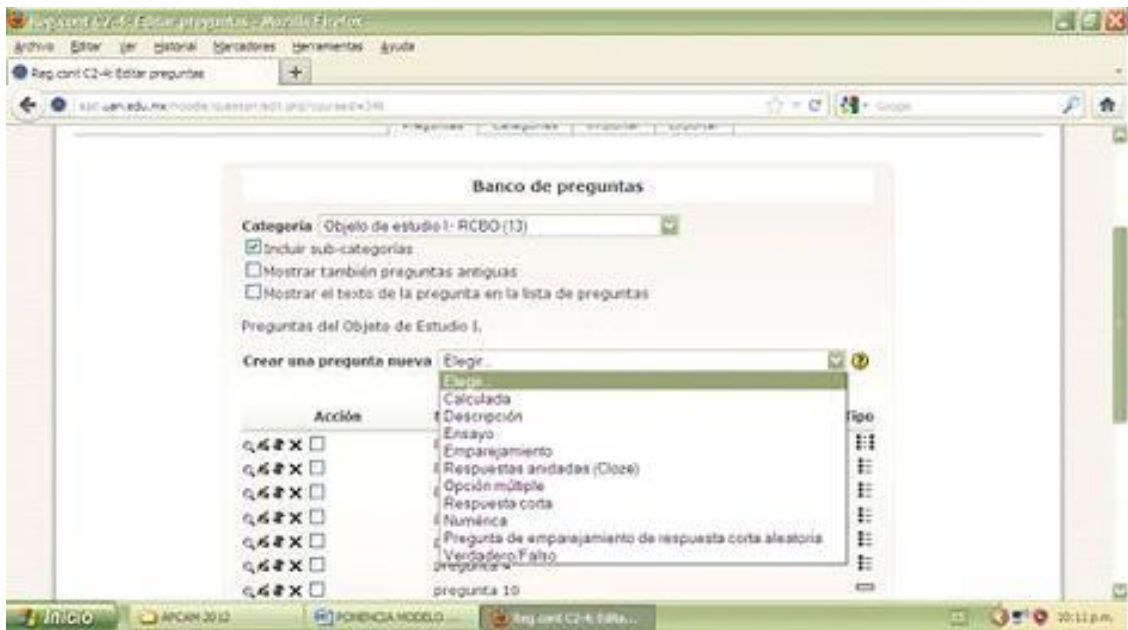 Reg.cont C2-4: Editar preguntas - Mozilla Firefox
Archivo Editar Ver Historial Marcadores Herramientas Ayuda
Reg.cont C2-4: Editar preguntas
Preguntas Categorías Importar Exportar
Banco de preguntas
Categoría Objeto de estudio I- RCBO (13)
Incluir sub-categorías
Mostrar también preguntas antiguas
Mostrar el texto de la pregunta en la lista de preguntas
Preguntas del Objeto de Estudio I.
Crear una pregunta nueva Elegir...
Elegir...
Calculada
Acción Descripción Tipo
Ensayo
Emparejamiento
Respuestas anidadas (Cloze)
Opción múltiple
Respuesta corta
Numérica
Pregunta de emparejamiento de respuesta corta aleatoria
Verdadero/Falso
pregunta 10
Inicio APCAM 2012 PONENCIA MODELO ... Reg.cont C2-4: Edita... 10:11 p.m.